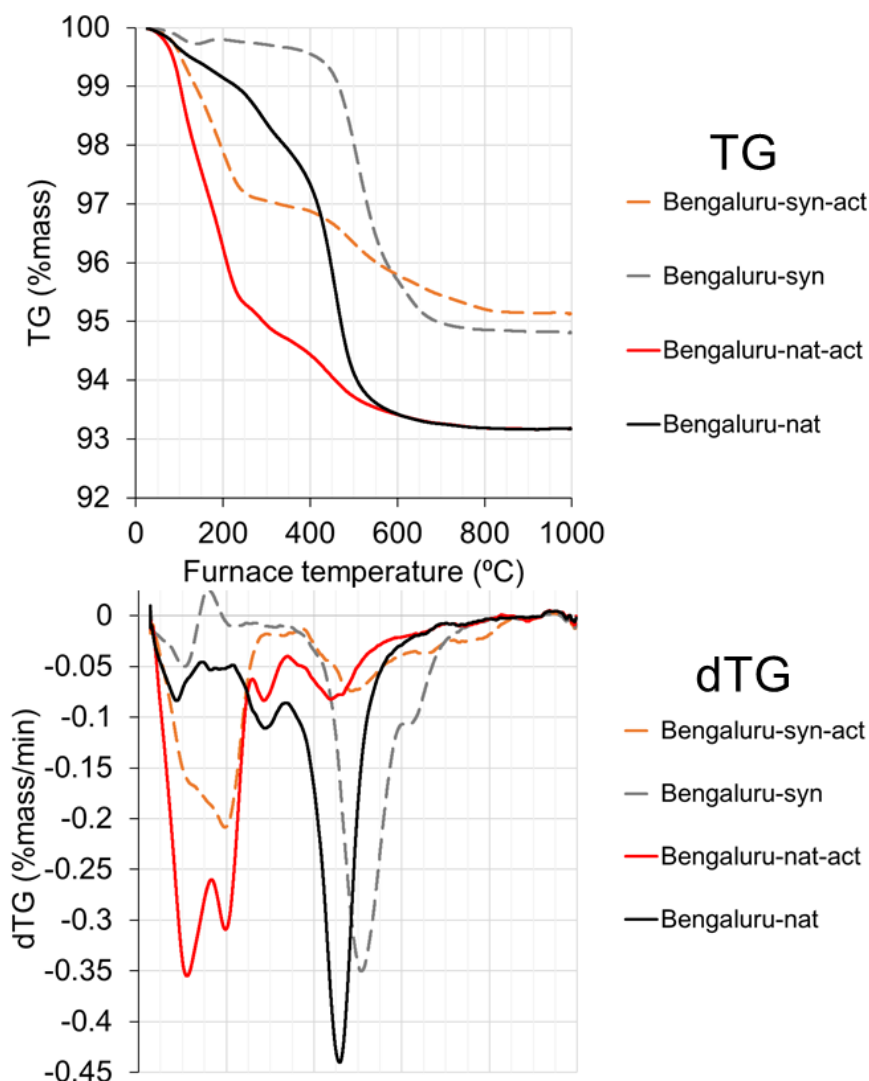 100
99
98
97
96
95
94
93
92
TG (%mass)
0 200 400 600 800 1000
Furnace temperature (ºC)
TG
Bengaluru-syn-act
Bengaluru-syn
Bengaluru-nat-act
Bengaluru-nat
0
-0.05
-0.1
-0.15
-0.2
-0.25
-0.3
-0.35
-0.4
-0.45
dTG (%mass/min)
dTG
Bengaluru-syn-act
Bengaluru-syn
Bengaluru-nat-act
Bengaluru-nat